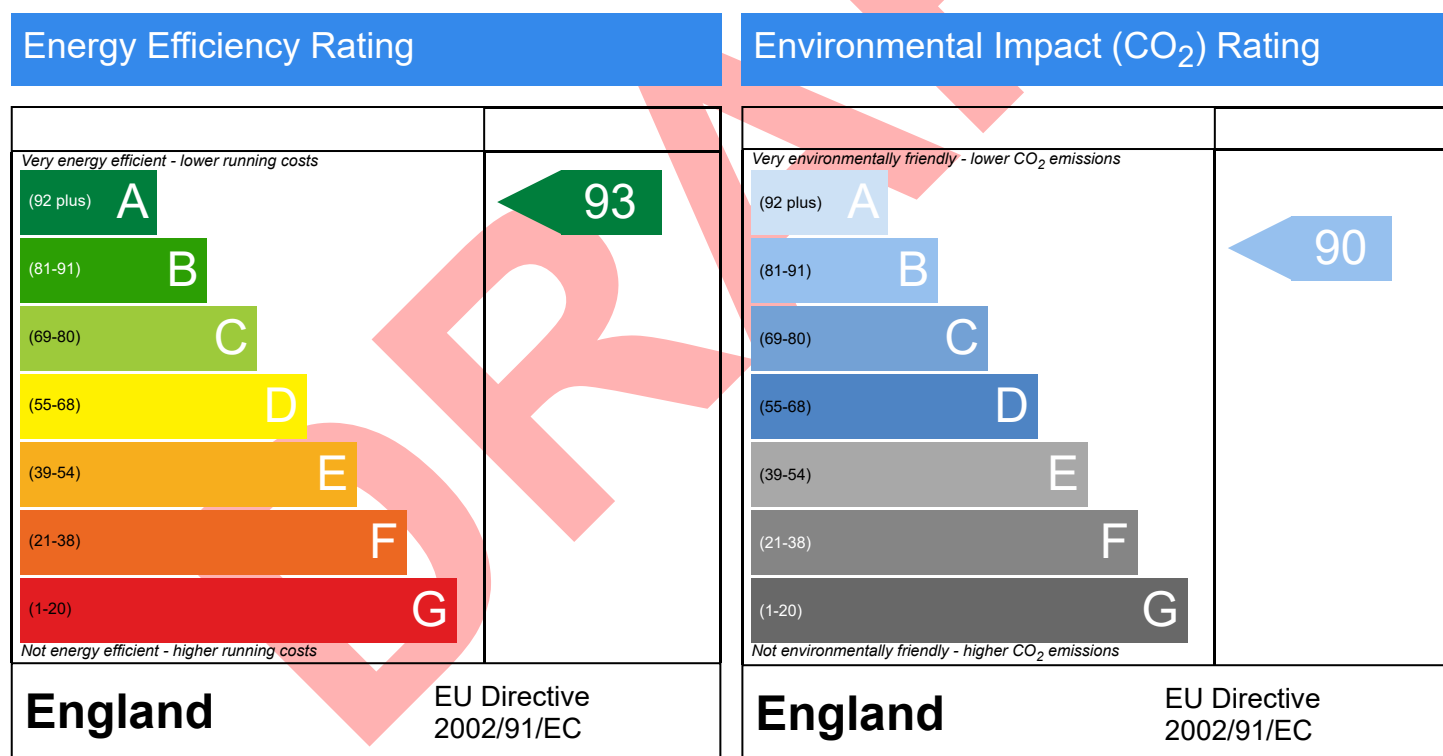 Energy Efficiency Rating
Very energy efficient - lower running costs
(92 plus) A
93
(81-91) B
(69-80) C
(55-68) D
(39-54) E
(21-38) F
(1-20) G
Not energy efficient - higher running costs
England
EU Directive
2002/91/EC
Environmental Impact (CO₂) Rating
Very environmentally friendly - lower CO₂ emissions
(92 plus) A
(81-91) B
90
(69-80) C
(55-68) D
(39-54) E
(21-38) F
(1-20) G
Not environmentally friendly - higher CO₂ emissions
England
EU Directive
2002/91/EC